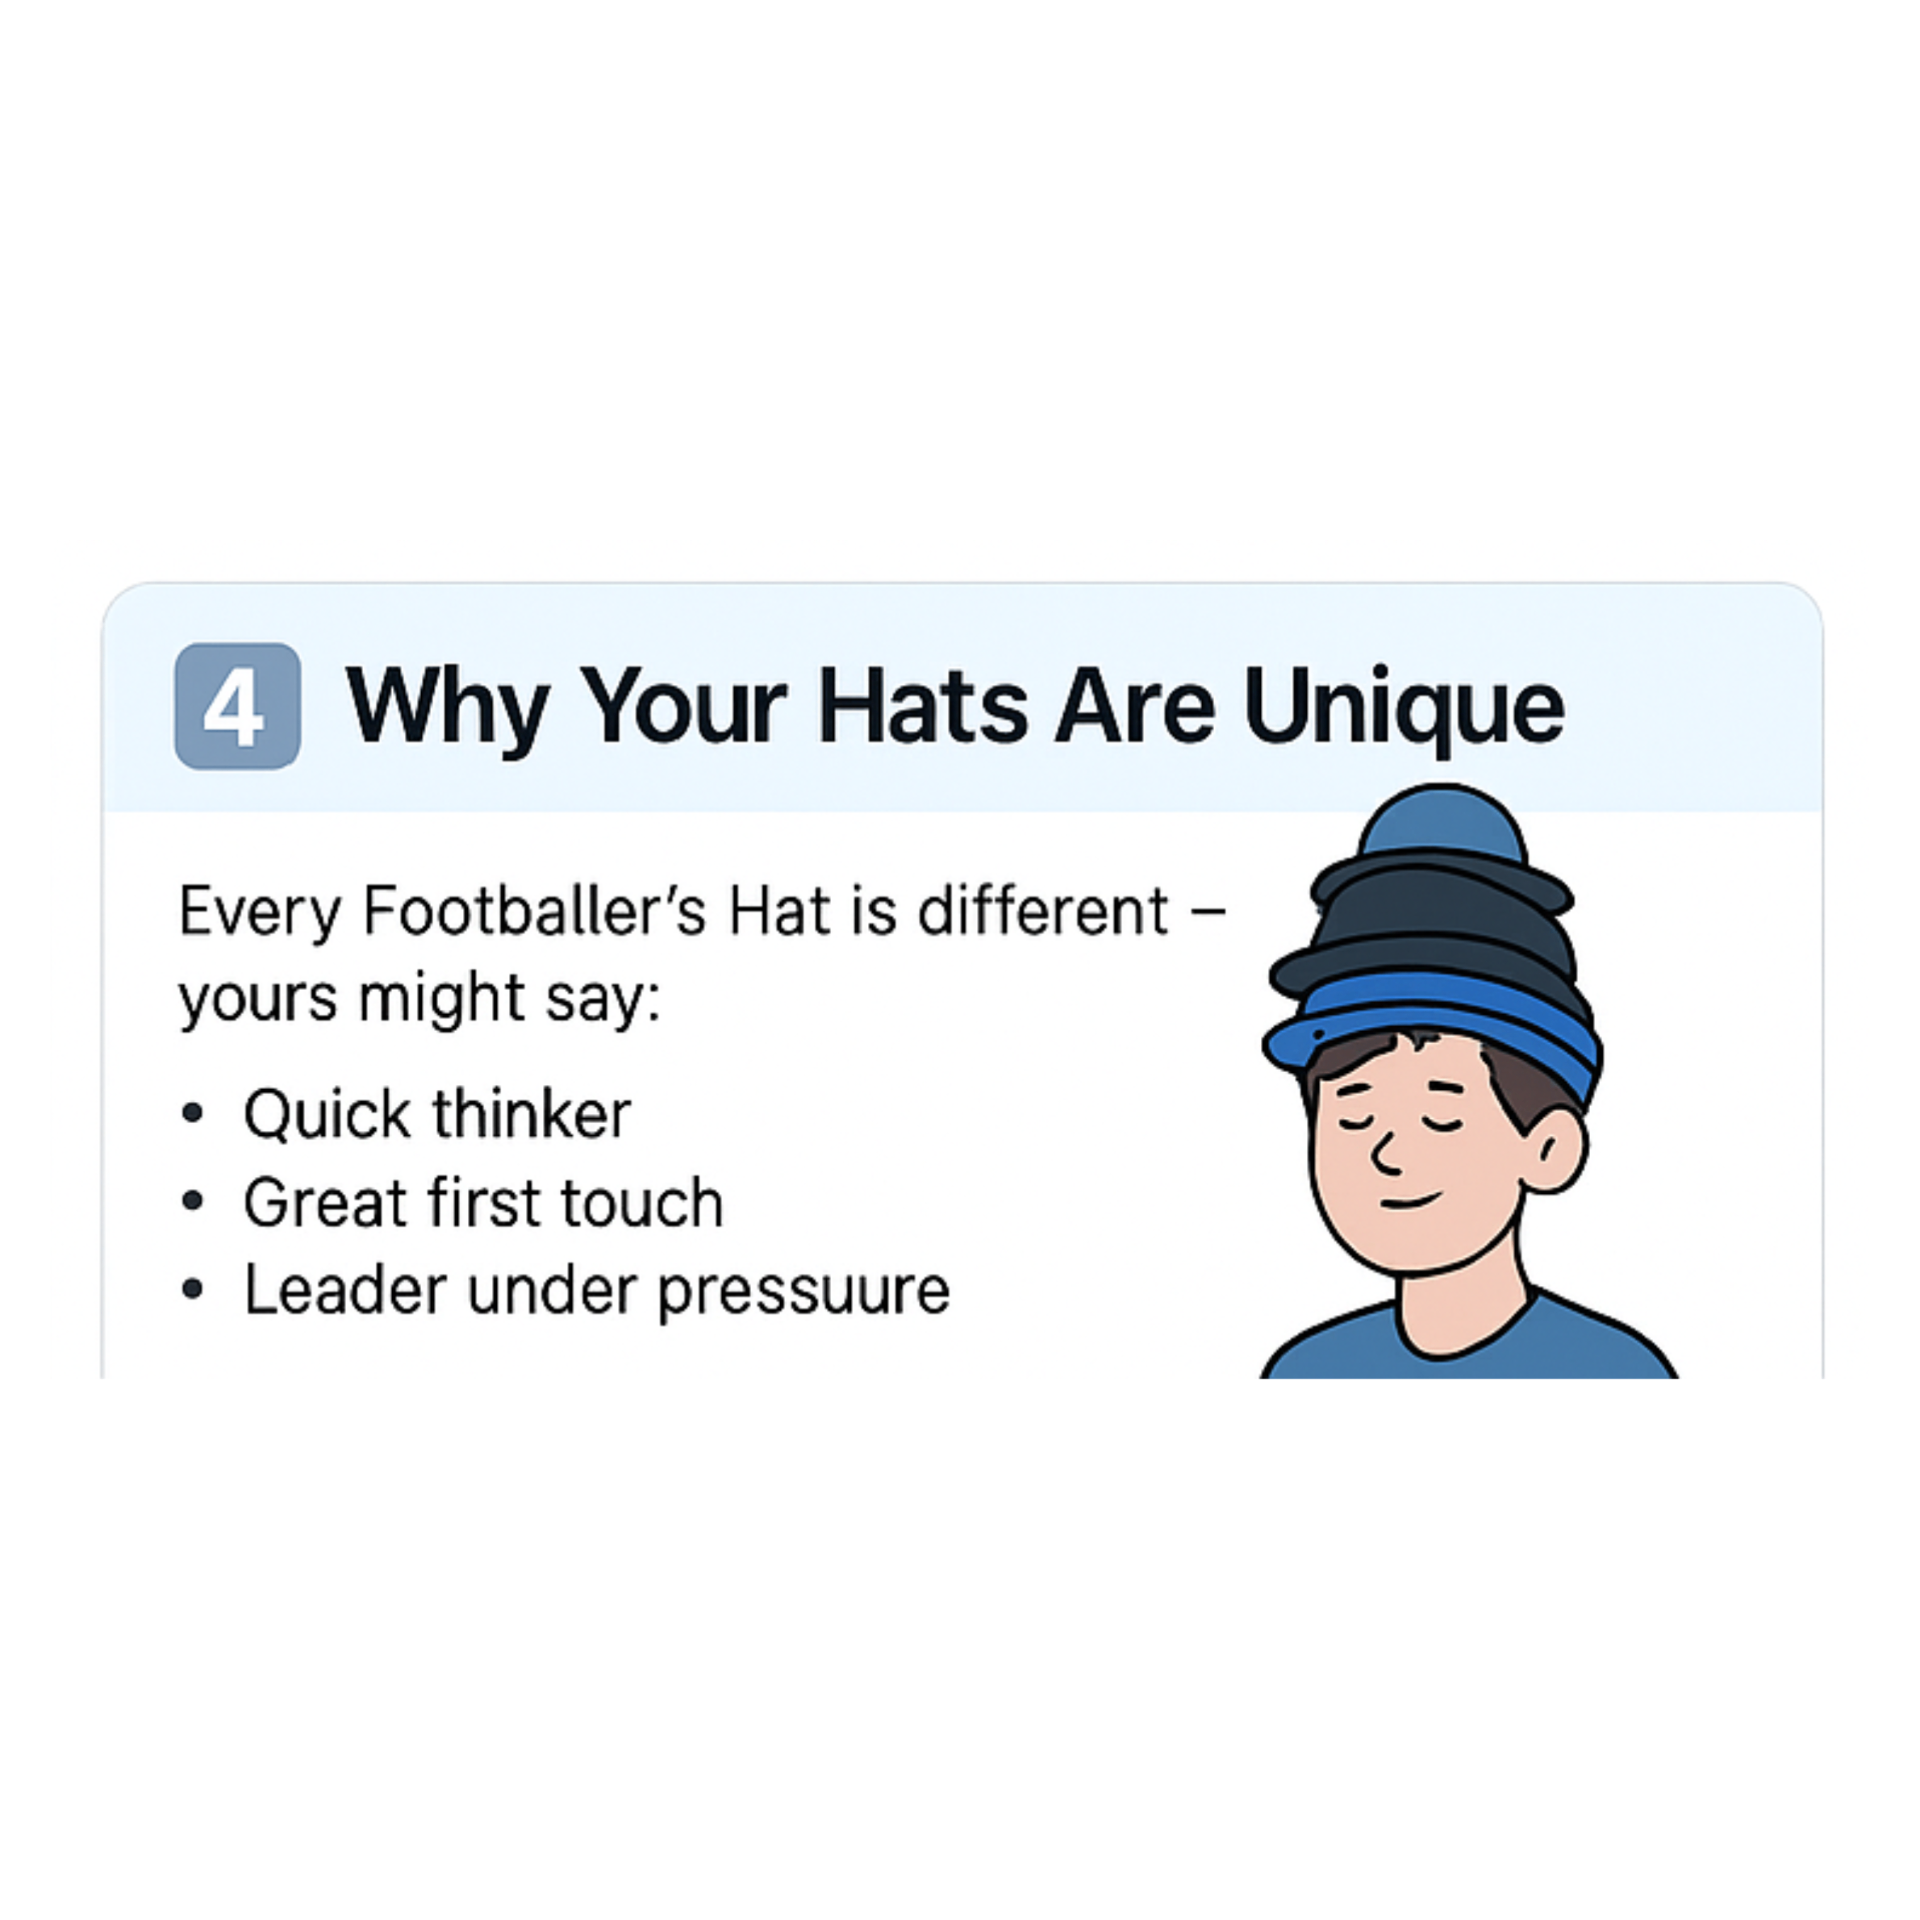 4 Why Your Hats Are Unique
Every Footballer’s Hat is different –
yours might say:
• Quick thinker
• Great first touch
• Leader under pressuure